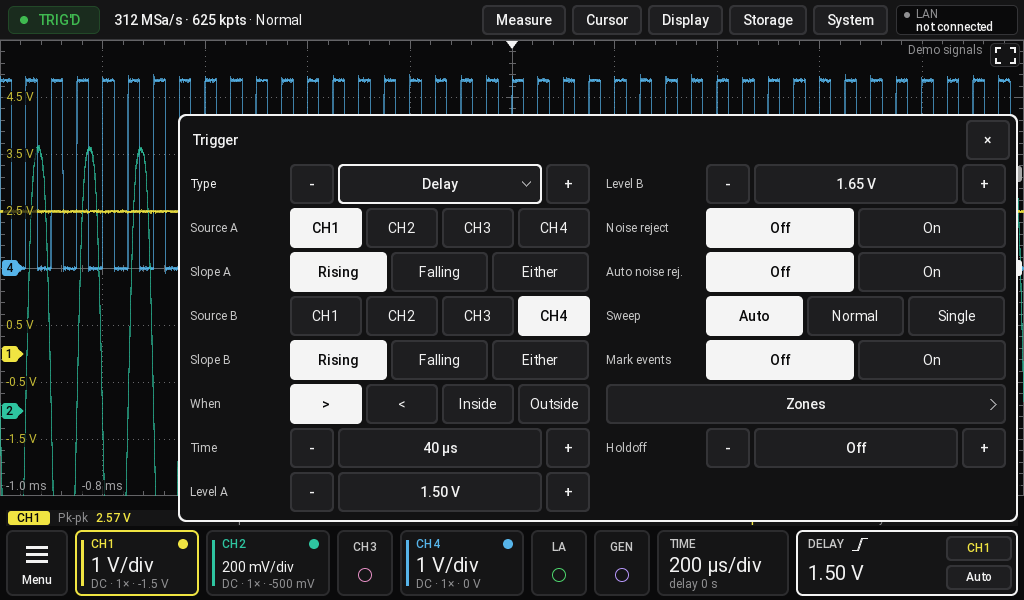 TRIG'D
312 MSa/s · 625 kpts · Normal
Measure
Cursor
Display
Storage
System
LAN
not connected
Demo signals
4.5 V
3.5 V
2.5 V
4
0.5 V
1
-0.5 V
2
-1.5 V
-1.0 ms
-0.8 ms
Trigger
×
Type
-
Delay
+
Level B
-
1.65 V
+
Source A
CH1
CH2
CH3
CH4
Noise reject
Off
On
Slope A
Rising
Falling
Either
Auto noise rej.
Off
On
Source B
CH1
CH2
CH3
CH4
Sweep
Auto
Normal
Single
Slope B
Rising
Falling
Either
Mark events
Off
On
When
>
<
Inside
Outside
Zones
Time
-
40 µs
+
Holdoff
-
Off
+
Level A
-
1.50 V
+
CH1
Pk-pk
2.57 V
Menu
CH1
1 V/div
DC · 1× · -1.5 V
CH2
200 mV/div
DC · 1× · -500 mV
CH3
CH4
1 V/div
DC · 1× · 0 V
LA
GEN
TIME
200 µs/div
delay 0 s
DELAY
1.50 V
CH1
Auto